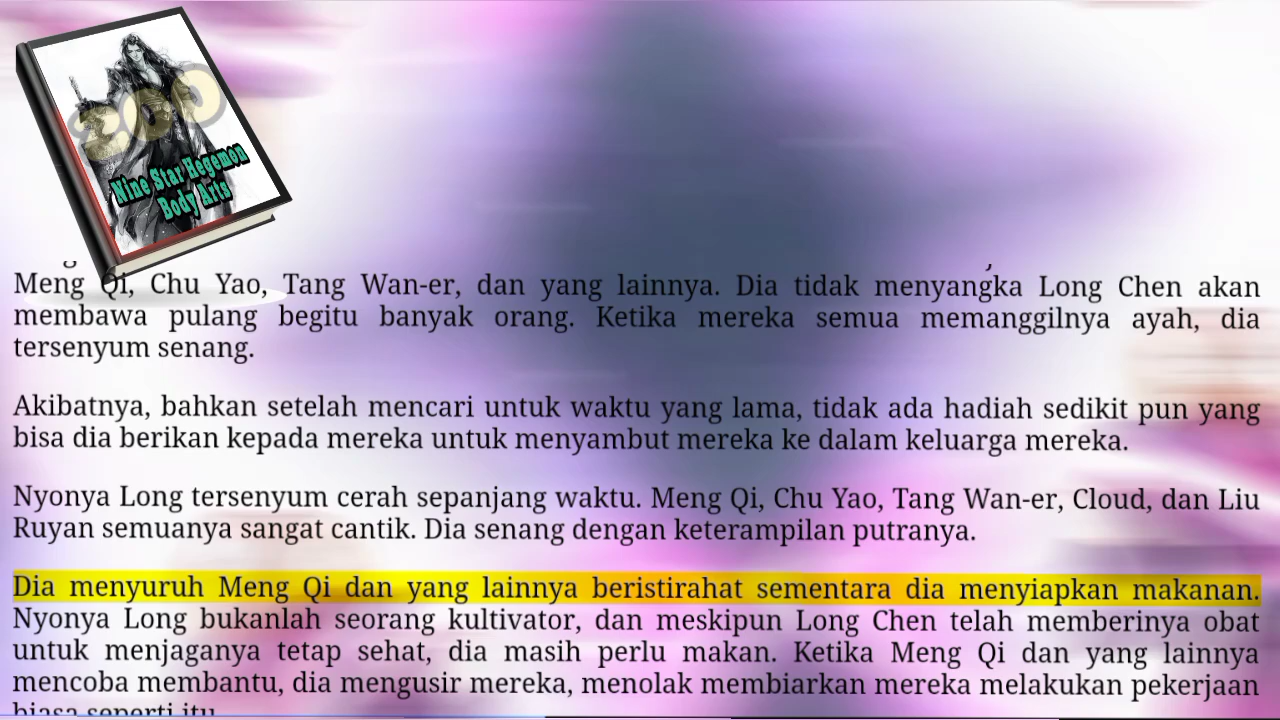 200
Nine Star Hegemon
Body Arts
Meng Qi, Chu Yao, Tang Wan-er, dan yang lainnya. Dia tidak menyangka Long Chen akan
membawa pulang begitu banyak orang. Ketika mereka semua memanggilnya ayah, dia
tersenyum senang.
Akibatnya, bahkan setelah mencari untuk waktu yang lama, tidak ada hadiah sedikit pun yang
bisa dia berikan kepada mereka untuk menyambut mereka ke dalam keluarga mereka.
Nyonya Long tersenyum cerah sepanjang waktu. Meng Qi, Chu Yao, Tang Wan-er, Cloud, dan Liu
Ruyan semuanya sangat cantik. Dia senang dengan keterampilan putranya.
Dia menyuruh Meng Qi dan yang lainnya beristirahat sementara dia menyiapkan makanan.
Nyonya Long bukanlah seorang kultivator, dan meskipun Long Chen telah memberinya obat
untuk menjaganya tetap sehat, dia masih perlu makan. Ketika Meng Qi dan yang lainnya
mencoba membantu, dia mengusir mereka, menolak membiarkan mereka melakukan pekerjaan
biasa seperti itu.